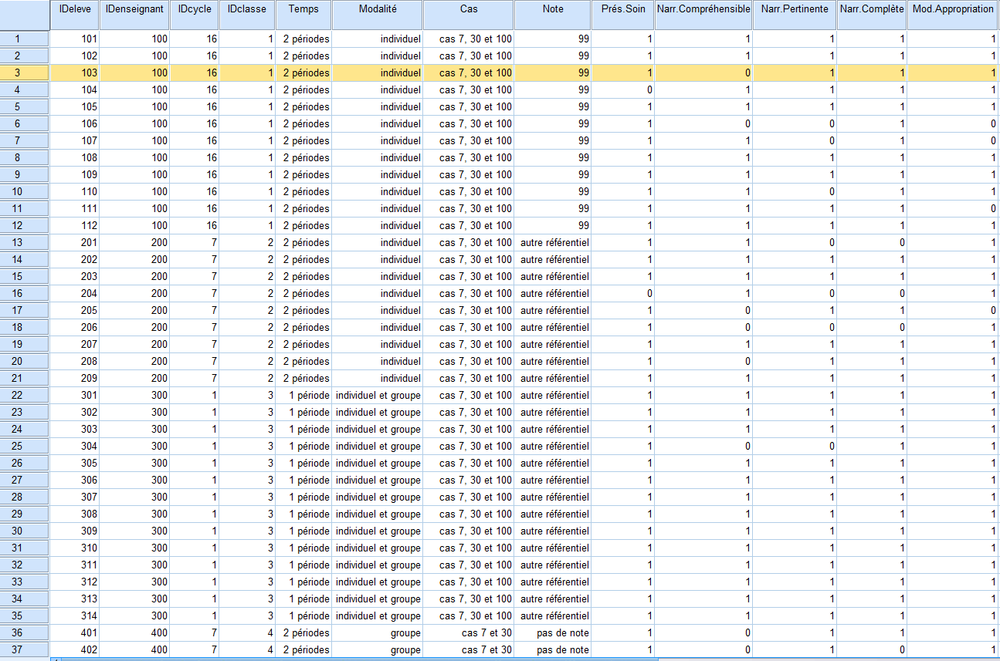 IDeleve IDenseignant IDcycle IDclasse Temps Modalité Cas Note Prés.Soin Narr.Compréhensible Narr.Pertinente Narr.Complète Mod.Appropriation
1 101 100 16 1 2 périodes individuel cas 7, 30 et 100 99 1 1 1 1 1
2 102 100 16 1 2 périodes individuel cas 7, 30 et 100 99 1 1 1 1 1
3 103 100 16 1 2 périodes individuel cas 7, 30 et 100 99 1 0 1 1 1
4 104 100 16 1 2 périodes individuel cas 7, 30 et 100 99 0 1 1 1 1
5 105 100 16 1 2 périodes individuel cas 7, 30 et 100 99 1 1 1 1 1
6 106 100 16 1 2 périodes individuel cas 7, 30 et 100 99 1 0 0 1 0
7 107 100 16 1 2 périodes individuel cas 7, 30 et 100 99 1 1 0 1 0
8 108 100 16 1 2 périodes individuel cas 7, 30 et 100 99 1 1 1 1 1
9 109 100 16 1 2 périodes individuel cas 7, 30 et 100 99 1 1 1 1 1
10 110 100 16 1 2 périodes individuel cas 7, 30 et 100 99 1 1 0 1 1
11 111 100 16 1 2 périodes individuel cas 7, 30 et 100 99 1 1 1 1 0
12 112 100 16 1 2 périodes individuel cas 7, 30 et 100 99 1 1 1 1 1
13 201 200 7 2 2 périodes individuel cas 7, 30 et 100 autre référentiel 1 1 0 0 1
14 202 200 7 2 2 périodes individuel cas 7, 30 et 100 autre référentiel 1 1 1 1 1
15 203 200 7 2 2 périodes individuel cas 7, 30 et 100 autre référentiel 1 1 1 1 1
16 204 200 7 2 2 périodes individuel cas 7, 30 et 100 autre référentiel 0 1 0 0 1
17 205 200 7 2 2 périodes individuel cas 7, 30 et 100 autre référentiel 1 0 1 1 0
18 206 200 7 2 2 périodes individuel cas 7, 30 et 100 autre référentiel 1 0 0 0 1
19 207 200 7 2 2 périodes individuel cas 7, 30 et 100 autre référentiel 1 1 1 1 1
20 208 200 7 2 2 périodes individuel cas 7, 30 et 100 autre référentiel 1 0 1 1 1
21 209 200 7 2 2 périodes individuel cas 7, 30 et 100 autre référentiel 1 1 1 1 1
22 301 300 1 3 1 période individuel et groupe cas 7, 30 et 100 autre référentiel 1 1 1 1 1
23 302 300 1 3 1 période individuel et groupe cas 7, 30 et 100 autre référentiel 1 1 1 1 1
24 303 300 1 3 1 période individuel et groupe cas 7, 30 et 100 autre référentiel 1 1 1 1 1
25 304 300 1 3 1 période individuel et groupe cas 7, 30 et 100 autre référentiel 1 0 0 1 1
26 305 300 1 3 1 période individuel et groupe cas 7, 30 et 100 autre référentiel 1 1 1 1 1
27 306 300 1 3 1 période individuel et groupe cas 7, 30 et 100 autre référentiel 1 1 1 1 1
28 307 300 1 3 1 période individuel et groupe cas 7, 30 et 100 autre référentiel 1 1 1 1 1
29 308 300 1 3 1 période individuel et groupe cas 7, 30 et 100 autre référentiel 1 1 1 1 1
30 309 300 1 3 1 période individuel et groupe cas 7, 30 et 100 autre référentiel 1 1 1 1 1
31 310 300 1 3 1 période individuel et groupe cas 7, 30 et 100 autre référentiel 1 1 1 1 1
32 311 300 1 3 1 période individuel et groupe cas 7, 30 et 100 autre référentiel 1 1 1 1 1
33 312 300 1 3 1 période individuel et groupe cas 7, 30 et 100 autre référentiel 1 1 1 1 1
34 313 300 1 3 1 période individuel et groupe cas 7, 30 et 100 autre référentiel 1 1 1 1 1
35 314 300 1 3 1 période individuel et groupe cas 7, 30 et 100 autre référentiel 1 1 1 1 1
36 401 400 7 4 2 périodes groupe cas 7 et 30 pas de note 1 0 1 1 1
37 402 400 7 4 2 périodes groupe cas 7 et 30 pas de note 1 0 1 0 1